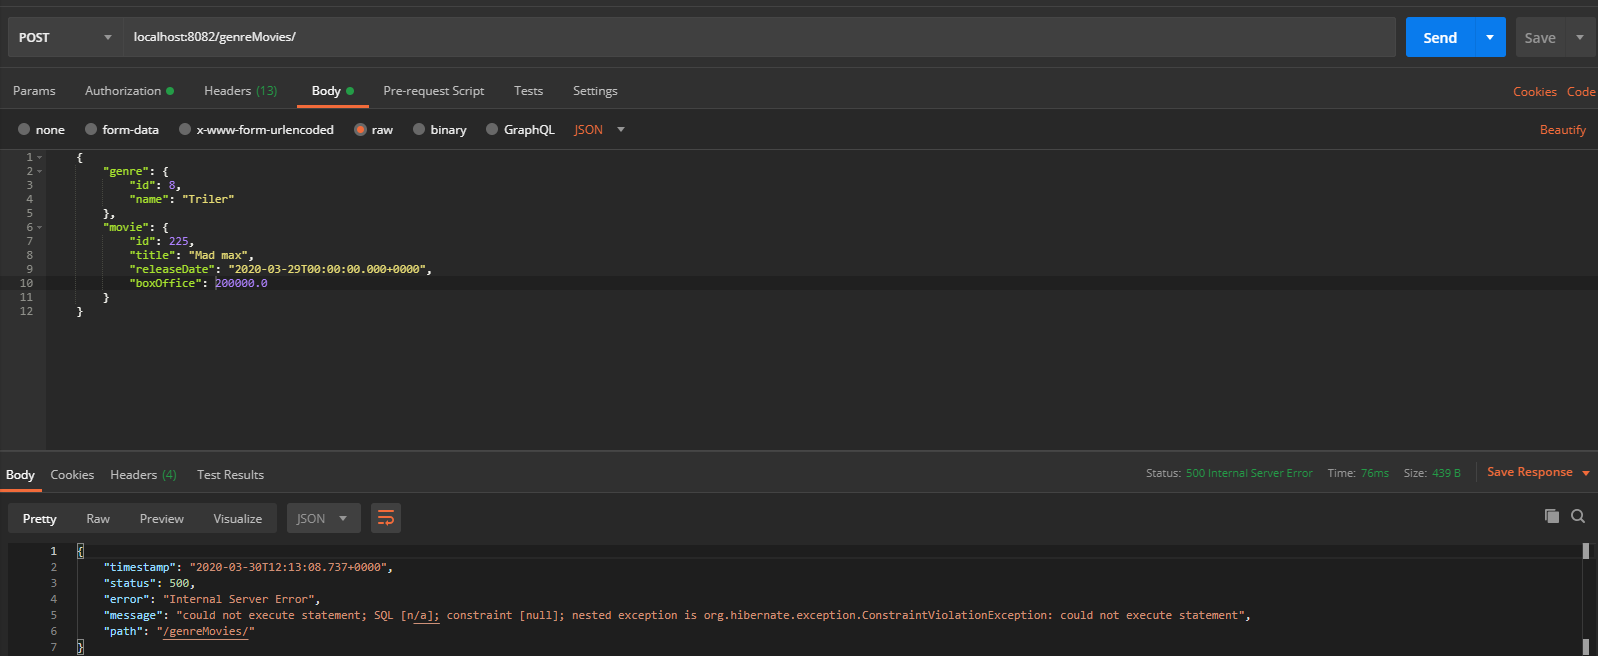 POST localhost:8082/genreMovies/ Send Save
Params Authorization Headers (13) Body Pre-request Script Tests Settings Cookies Code
none form-data x-www-form-urlencoded raw binary GraphQL JSON Beautify
1 {
2 "genre": {
3 "id": 8,
4 "name": "Triler"
5 },
6 "movie": {
7 "id": 225,
8 "title": "Mad max",
9 "releaseDate": "2020-03-29T00:00:00.000+0000",
10 "boxOffice": 200000.0
11 }
12 }
Body Cookies Headers (4) Test Results Status: 500 Internal Server Error Time: 76ms Size: 439 B Save Response
Pretty Raw Preview Visualize JSON
1 {
2 "timestamp": "2020-03-30T12:13:08.737+0000",
3 "status": 500,
4 "error": "Internal Server Error",
5 "message": "could not execute statement; SQL [n/a]; constraint [null]; nested exception is org.hibernate.exception.ConstraintViolationException: could not execute statement",
6 "path": "/genreMovies/"
7 }